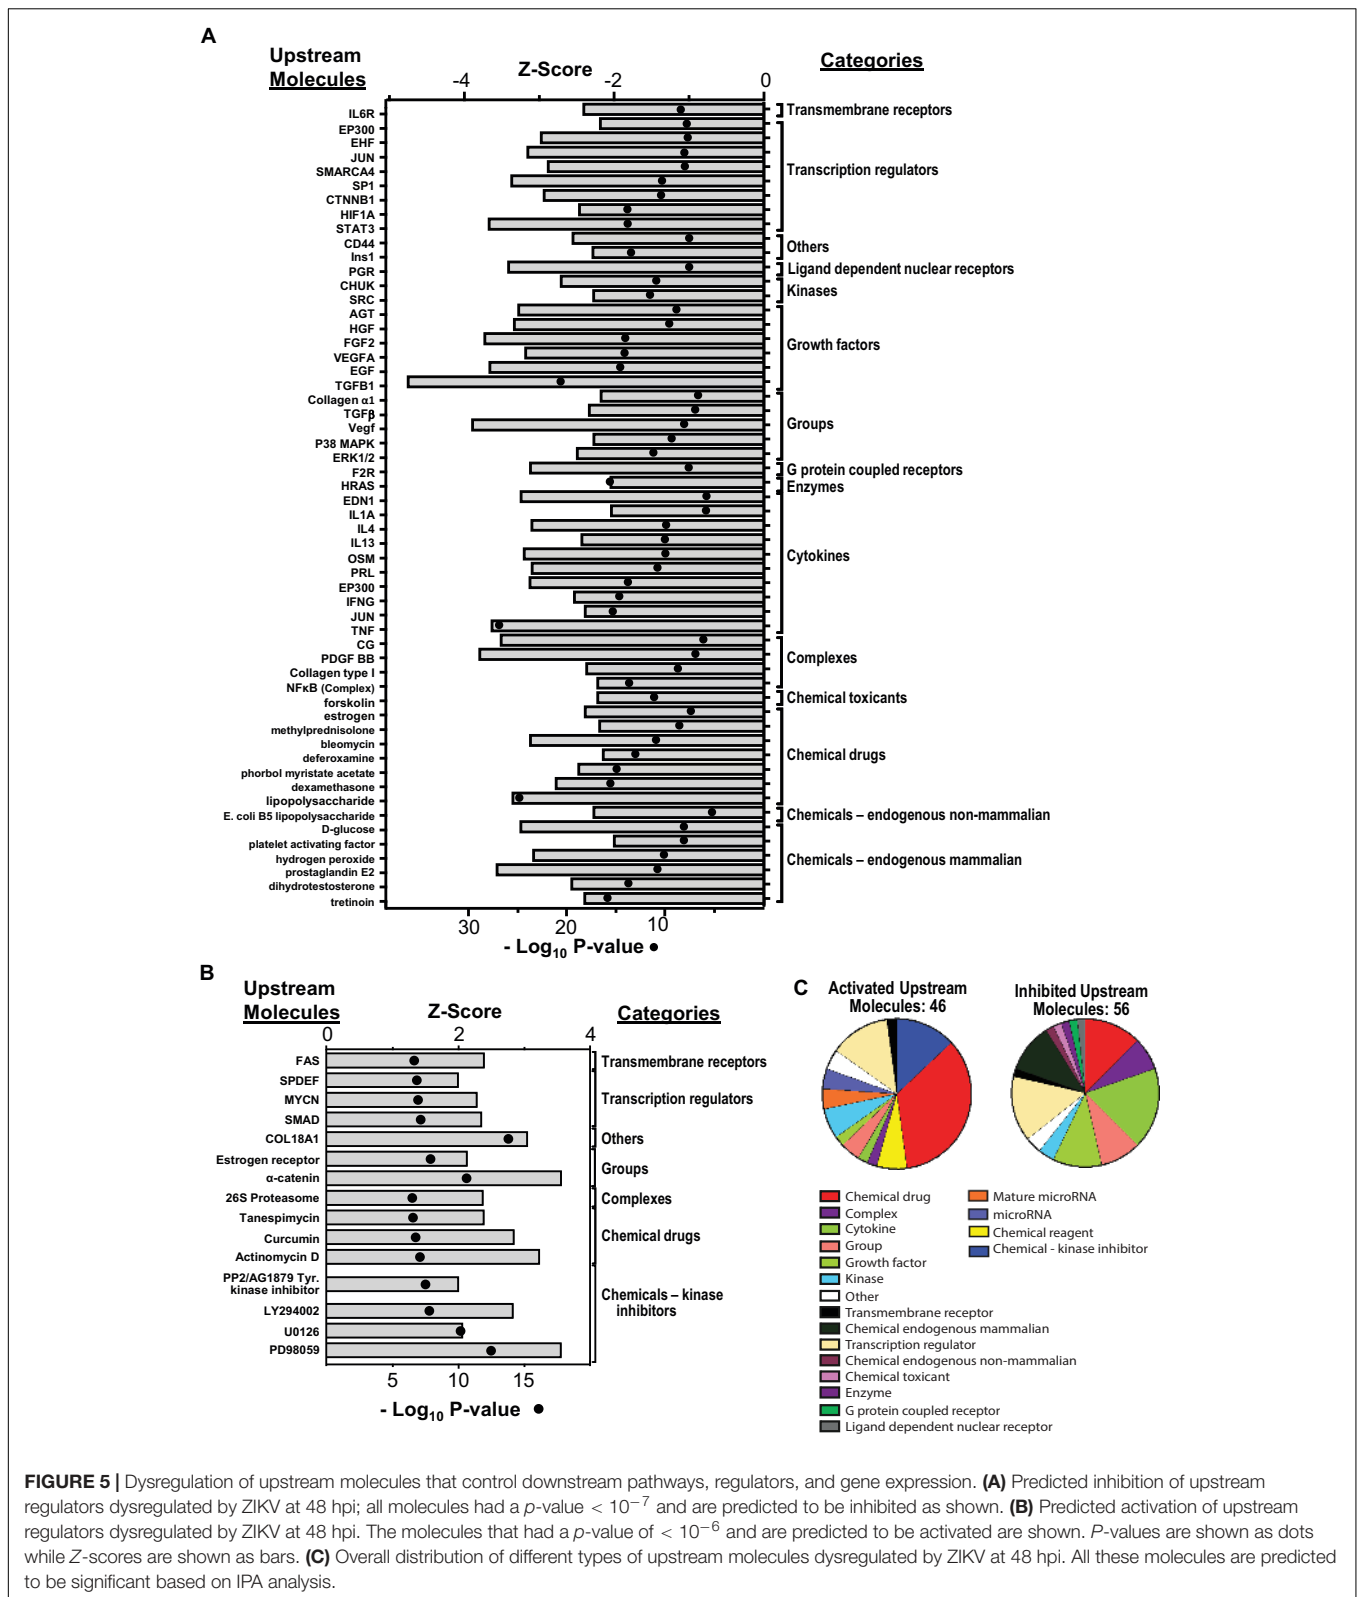 A
Upstream
Molecules
Z-Score
Categories
-4
-2
0
IL6R
EP300
EHF
JUN
SMARCA4
SP1
CTNNB1
HIF1A
STAT3
CD44
Ins1
PGR
CHUK
SRC
AGT
HGF
FGF2
VEGFA
EGF
TGFB1
Collagen α1
TGFβ
Vegf
P38 MAPK
ERK1/2
F2R
HRAS
EDN1
IL1A
IL4
IL13
OSM
PRL
EP300
IFNG
JUN
TNF
CG
PDGF BB
Collagen type I
NFκB (Complex)
forskolin
estrogen
methylprednisolone
bleomycin
deferoxamine
phorbol myristate acetate
dexamethasone
lipopolysaccharide
E. coli B5 lipopolysaccharide
D-glucose
platelet activating factor
hydrogen peroxide
prostaglandin E2
dihydrotestosterone
tretinoin
Transmembrane receptors
Transcription regulators
Others
Ligand dependent nuclear receptors
Kinases
Growth factors
Groups
G protein coupled receptors
Enzymes
Cytokines
Complexes
Chemical toxicants
Chemical drugs
Chemicals – endogenous non-mammalian
Chemicals – endogenous mammalian
30
20
10
- Log10 P-value
B
Upstream
Molecules
Z-Score
Categories
0
2
4
FAS
SPDEF
MYCN
SMAD
COL18A1
Estrogen receptor
α-catenin
26S Proteasome
Tanespimycin
Curcumin
Actinomycin D
PP2/AG1879 Tyr.
kinase inhibitor
LY294002
U0126
PD98059
Transmembrane receptors
Transcription regulators
Others
Groups
Complexes
Chemical drugs
Chemicals – kinase
inhibitors
5
10
15
- Log10 P-value
C
Activated Upstream
Molecules: 46
Inhibited Upstream
Molecules: 56
Chemical drug
Complex
Cytokine
Group
Growth factor
Kinase
Other
Transmembrane receptor
Chemical endogenous mammalian
Transcription regulator
Chemical endogenous non-mammalian
Chemical toxicant
Enzyme
G protein coupled receptor
Ligand dependent nuclear receptor
Mature microRNA
microRNA
Chemical reagent
Chemical - kinase inhibitor
FIGURE 5 | Dysregulation of upstream molecules that control downstream pathways, regulators, and gene expression. (A) Predicted inhibition of upstream
regulators dysregulated by ZIKV at 48 hpi; all molecules had a p-value < 10−7 and are predicted to be inhibited as shown. (B) Predicted activation of upstream
regulators dysregulated by ZIKV at 48 hpi. The molecules that had a p-value of < 10−6 and are predicted to be activated are shown. P-values are shown as dots
while Z-scores are shown as bars. (C) Overall distribution of different types of upstream molecules dysregulated by ZIKV at 48 hpi. All these molecules are predicted
to be significant based on IPA analysis.